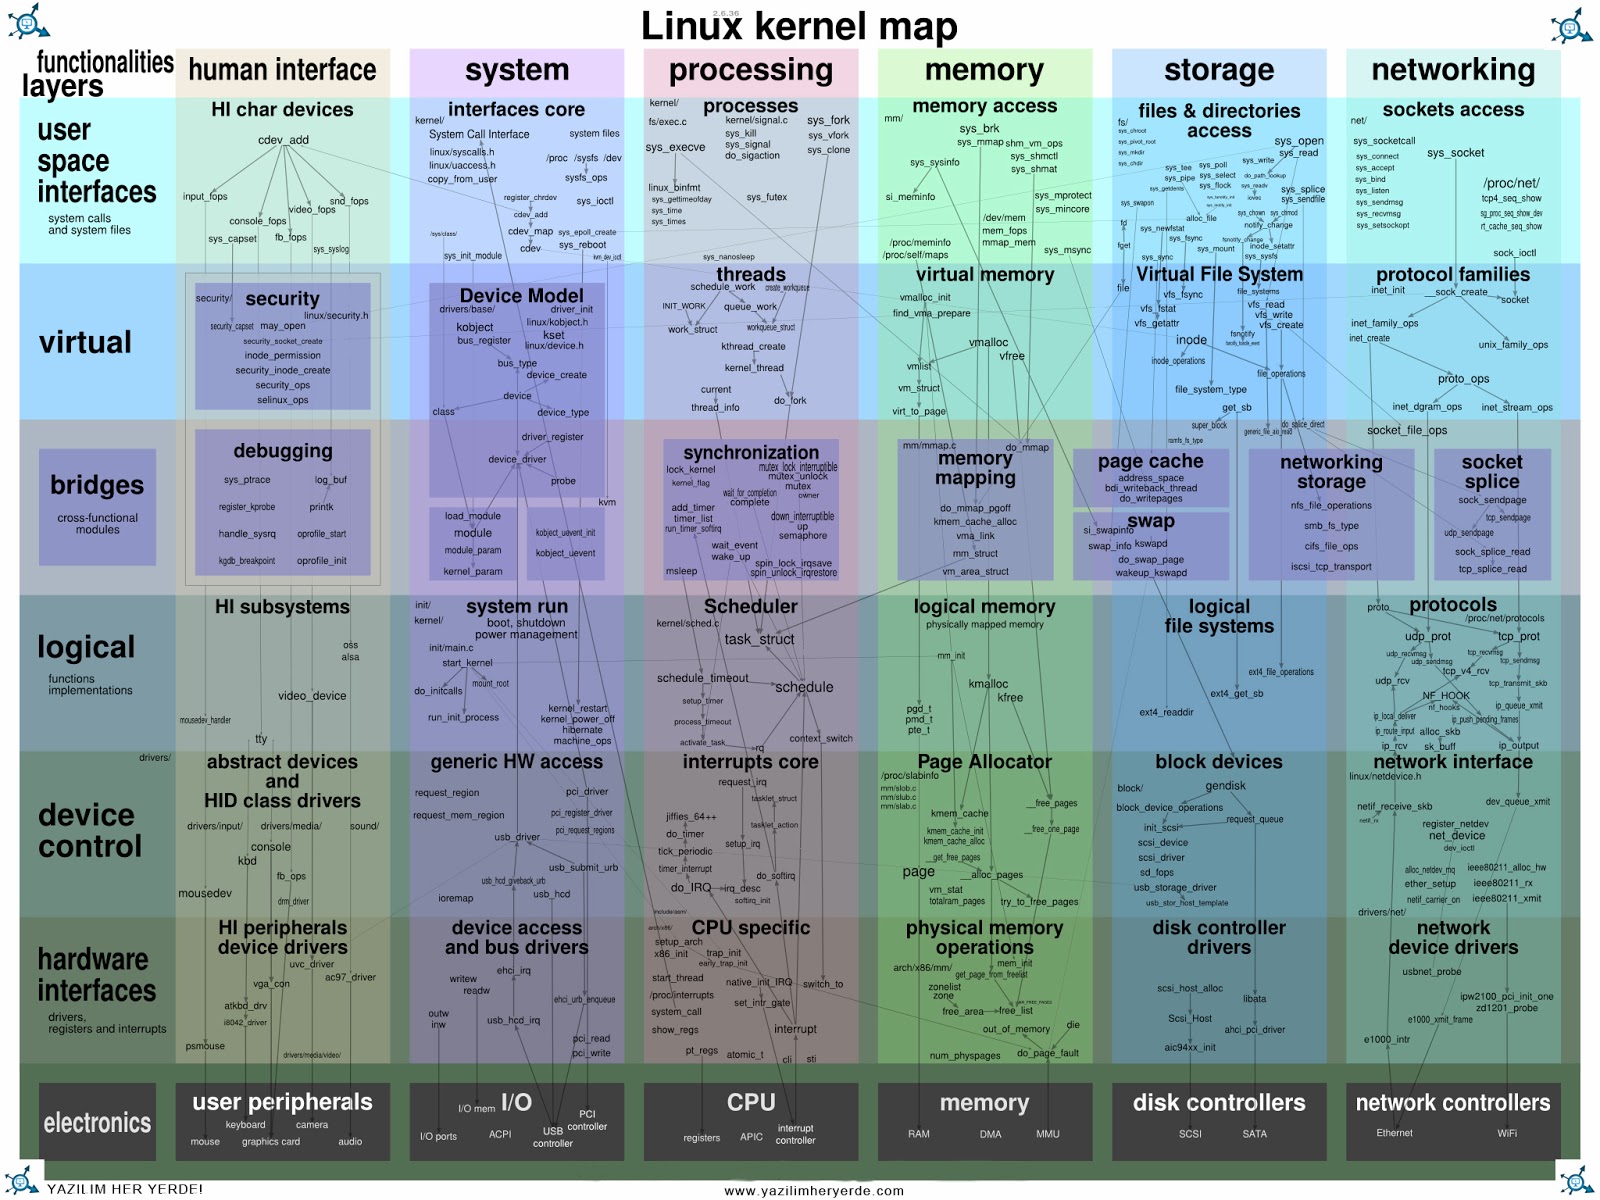 2.6.36
Linux kernel map
functionalities
layers
human interface
system
processing
memory
storage
networking
user
space
interfaces
system calls
and system files
HI char devices
cdev_add
input_fops
console_fops
video_fops
snd_fops
fb_fops
sys_capset
sys_syslog
interfaces core
kernel/
System Call Interface
system files
linux/syscalls.h
linux/uaccess.h
copy_from_user
/proc /sysfs /dev
sysfs_ops
register_chrdev
cdev_add
cdev_map
cdev
sys_ioctl
sys_epoll_create
sys_reboot
/sys/class/
sys_init_module
kvm_dev_ioctl
processes
kernel/
fs/exec.c
kernel/signal.c
sys_kill
sys_signal
do_sigaction
sys_fork
sys_vfork
sys_clone
sys_execve
linux_binfmt
sys_gettimeofday
sys_time
sys_times
sys_futex
sys_nanosleep
memory access
mm/
sys_brk
sys_mmap
shm_vm_ops
sys_shmctl
sys_shmat
sys_sysinfo
si_meminfo
sys_mprotect
sys_mincore
/dev/mem
mem_fops
mmap_mem
/proc/meminfo
/proc/self/maps
sys_msync
files & directories
access
fs/
sys_chroot
sys_pivot_root
sys_mkdir
sys_chdir
sys_open
sys_read
sys_write
sys_tee
sys_pipe
sys_poll
sys_select
sys_flock
do_path_lookup
sys_getdents
sys_readv
sys_splice
sys_sendfile
sys_swapon
alloc_file
sys_chown
sys_chmod
notify_change
fd
fget
sys_newfstat
sys_fsync
sys_sync
sys_mount
fsnotify_change
inode_setattr
sys_sysfs
sockets access
net/
sys_socketcall
sys_connect
sys_accept
sys_bind
sys_listen
sys_sendmsg
sys_recvmsg
sys_setsockopt
sys_socket
/proc/net/
tcp4_seq_show
rt_cache_seq_show
sock_ioctl
virtual
security/
security
linux/security.h
security_capset
may_open
security_socket_create
inode_permission
security_inode_create
security_ops
selinux_ops
Device Model
drivers/base/
driver_init
kobject
linux/kobject.h
kset
bus_register
linux/device.h
bus_type
device_create
device
class
device_type
driver_register
device_driver
probe
threads
schedule_work
create_workqueue
INIT_WORK
queue_work
work_struct
workqueue_struct
kthread_create
kernel_thread
current
thread_info
do_fork
virtual memory
vmalloc_init
find_vma_prepare
vmalloc
vfree
vmlist
vm_struct
virt_to_page
Virtual File System
file
file_systems
vfs_fsync
vfs_fstat
vfs_getattr
vfs_read
vfs_write
vfs_create
fsnotify
inode
inode_operations
file_operations
file_system_type
get_sb
super_block
do_splice_direct
generic_file_aio_read
ramfs_fs_type
protocol families
inet_init
sock_create
socket
inet_family_ops
inet_create
unix_family_ops
proto_ops
inet_dgram_ops
inet_stream_ops
socket_file_ops
bridges
cross-functional
modules
debugging
sys_ptrace
log_buf
register_kprobe
printk
handle_sysrq
oprofile_start
kgdb_breakpoint
oprofile_init
load_module
module
module_param
kernel_param
kvm
kobject_uevent_init
kobject_uevent
synchronization
lock_kernel
kernel_flag
mutex_lock_interruptible
mutex_unlock
mutex
owner
wait_for_completion
complete
add_timer
timer_list
run_timer_softirq
down_interruptible
up
semaphore
wait_event
wake_up
spin_lock_irqsave
spin_unlock_irqrestore
msleep
mm/mmap.c
do_mmap
memory
mapping
do_mmap_pgoff
kmem_cache_alloc
vma_link
mm_struct
vm_area_struct
page cache
address_space
bdi_writeback_thread
do_writepages
swap
si_swapinfo
swap_info
kswapd
do_swap_page
wakeup_kswapd
networking
storage
nfs_file_operations
smb_fs_type
cifs_file_ops
iscsi_tcp_transport
socket
splice
sock_sendpage
tcp_sendpage
udp_sendpage
sock_splice_read
tcp_splice_read
logical
functions
implementations
HI subsystems
oss
alsa
video_device
mousedev_handler
tty
init/
kernel/
system run
boot, shutdown
power management
init/main.c
start_kernel
do_initcalls
mount_root
run_init_process
kernel_restart
kernel_power_off
hibernate
machine_ops
Scheduler
kernel/sched.c
task_struct
schedule_timeout
schedule
setup_timer
process_timeout
activate_task
rq
context_switch
logical memory
physically mapped memory
mm_init
kmalloc
kfree
pgd_t
pmd_t
pte_t
logical
file systems
ext4_file_operations
ext4_get_sb
ext4_readdir
proto
protocols
/proc/net/protocols
udp_prot
tcp_prot
udp_recvmsg
udp_sendmsg
tcp_recvmsg
tcp_sendmsg
tcp_v4_rcv
udp_rcv
tcp_transmit_skb
NF_HOOK
nf_hooks
ip_queue_xmit
ip_local_deliver
ip_push_pending_frames
ip_route_input
alloc_skb
sk_buff
ip_rcv
ip_output
device
control
drivers/
abstract devices
and
HID class drivers
drivers/input/
drivers/media/
sound/
console
kbd
fb_ops
mousedev
drm_driver
generic HW access
request_region
pci_driver
request_mem_region
pci_register_driver
pci_request_regions
usb_driver
usb_submit_urb
usb_hcd_giveback_urb
usb_hcd
ioremap
interrupts core
request_irq
tasklet_struct
jiffies_64++
tasklet_action
do_timer
setup_irq
tick_periodic
timer_interrupt
do_softirq
do_IRQ
irq_desc
softirq_init
include/asm/
Page Allocator
/proc/slabinfo
mm/slob.c
mm/slub.c
mm/slab.c
__free_pages
kmem_cache
kmem_cache_init
kmem_cache_alloc
__free_one_page
__get_free_pages
page
__alloc_pages
vm_stat
totalram_pages
try_to_free_pages
block devices
block/
gendisk
block_device_operations
request_queue
init_scsi
scsi_device
scsi_driver
sd_fops
usb_storage_driver
usb_stor_host_template
network interface
linux/netdevice.h
dev_queue_xmit
netif_receive_skb
netif_rx
register_netdev
net_device
dev_ioctl
alloc_netdev_mq
ieee80211_alloc_hw
ether_setup
ieee80211_rx
netif_carrier_on
ieee80211_xmit
drivers/net/
hardware
interfaces
drivers,
registers and interrupts
HI peripherals
device drivers
uvc_driver
vga_con
ac97_driver
atkbd_drv
i8042_driver
psmouse
drivers/media/video/
device access
and bus drivers
writew
readw
ehci_irq
ehci_urb_enqueue
outw
inw
usb_hcd_irq
pci_read
pci_write
arch/x86/
CPU specific
setup_arch
x86_init
trap_init
early_trap_init
start_thread
native_init_IRQ
switch_to
/proc/interrupts
set_intr_gate
system_call
show_regs
interrupt
pt_regs
atomic_t
cli
sti
physical memory
operations
arch/x86/mm/
mem_init
get_page_from_freelist
zonelist
zone
free_area
free_list
out_of_memory
die
num_physpages
do_page_fault
disk controller
drivers
scsi_host_alloc
libata
Scsi_Host
ahci_pci_driver
aic94xx_init
network
device drivers
usbnet_probe
ipw2100_pci_init_one
zd1201_probe
e1000_xmit_frame
e1000_intr
electronics
user peripherals
keyboard
camera
mouse
graphics card
audio
I/O
I/O mem
I/O ports
ACPI
USB
controller
PCI
controller
CPU
registers
APIC
interrupt
controller
memory
RAM
DMA
MMU
disk controllers
SCSI
SATA
network controllers
Ethernet
WiFi
YAZILIM HER YERDE!
www.yazilimheryerde.com